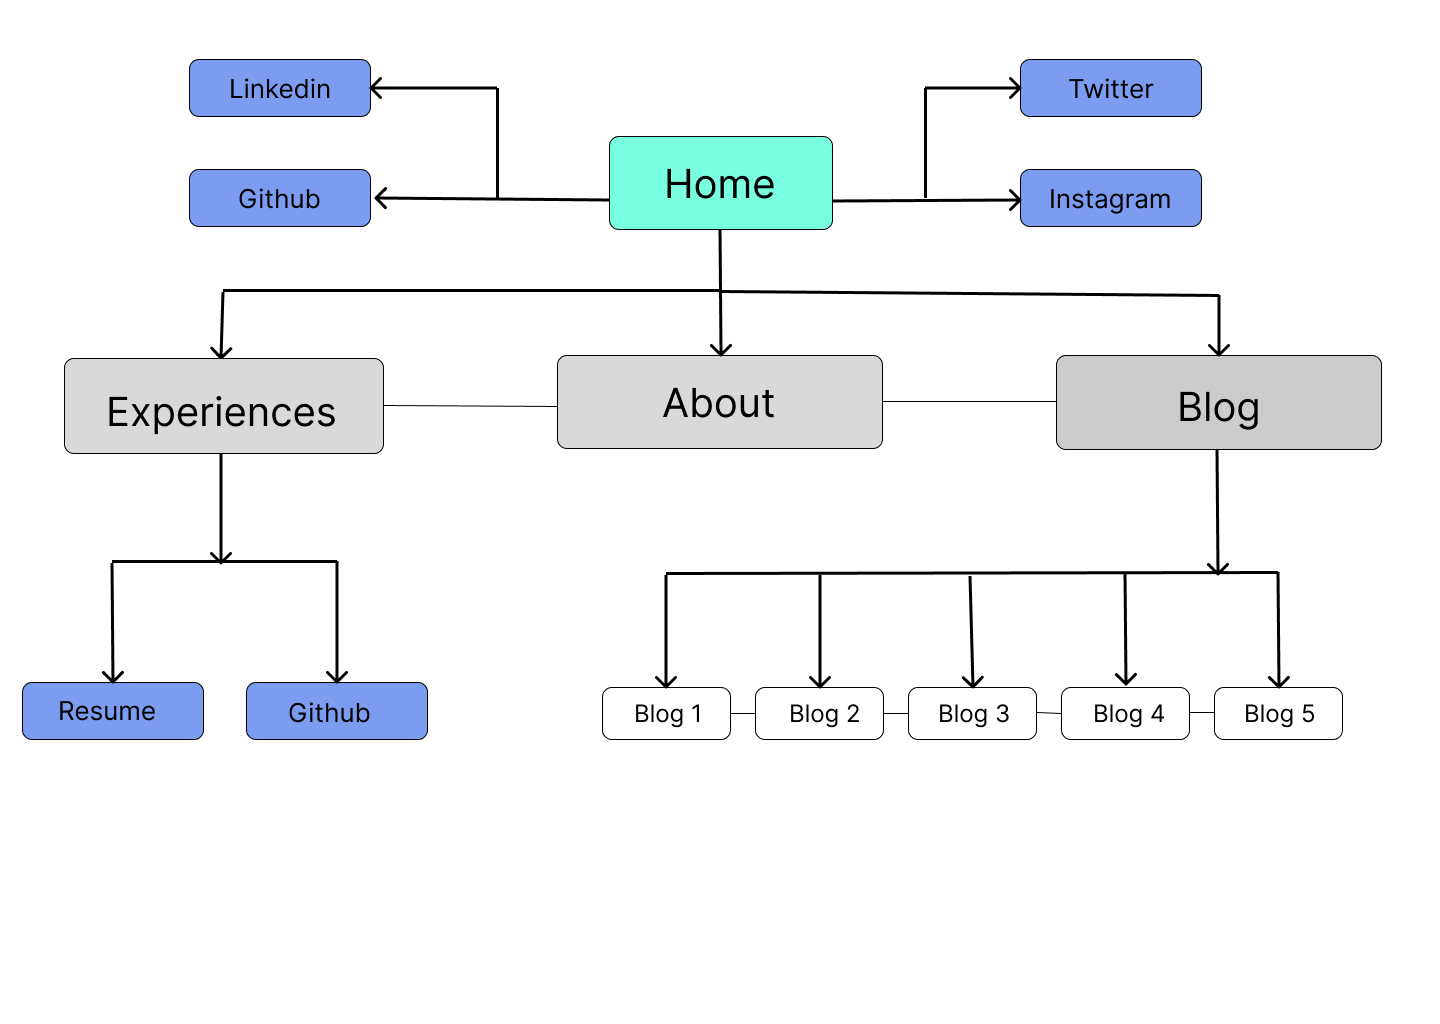 Linkedin
Twitter
Home
Github
Instagram
Experiences
About
Blog
Resume
Github
Blog 1
Blog 2
Blog 3
Blog 4
Blog 5